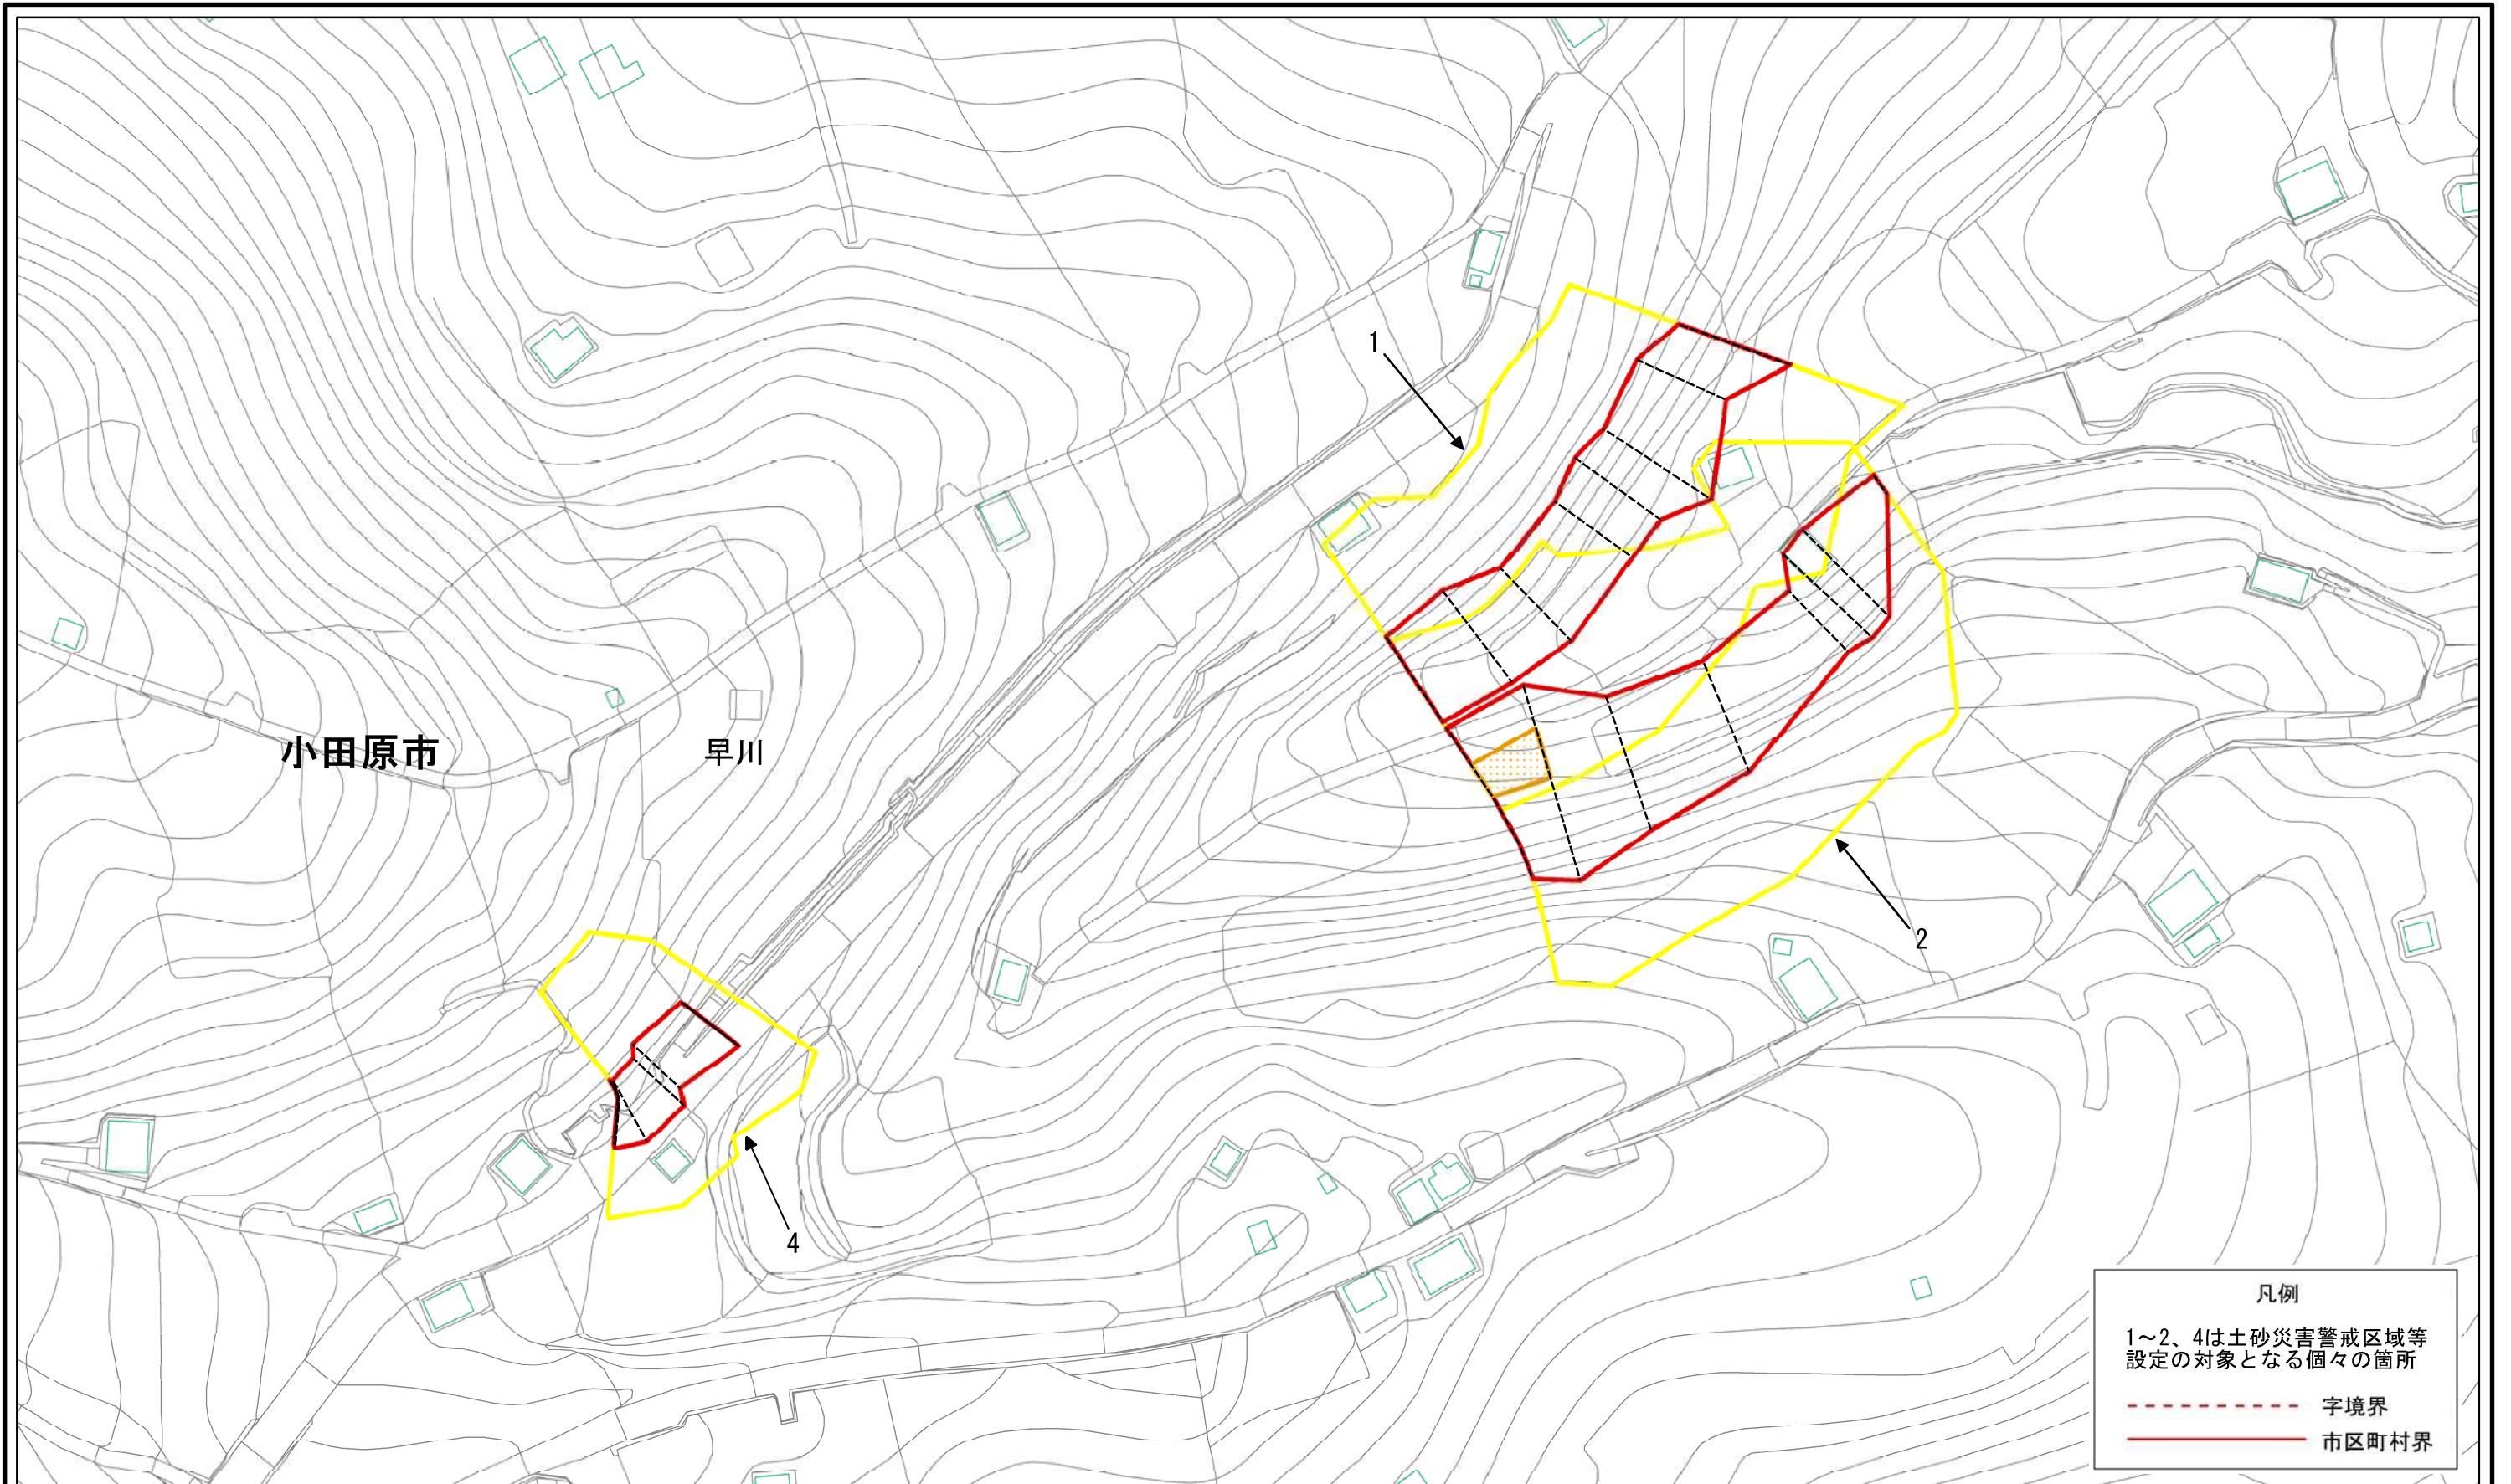 1
小田原市
早川
2
4
凡例
1～2、4は土砂災害警戒区域等
設定の対象となる個々の箇所
字境界
市区町村界